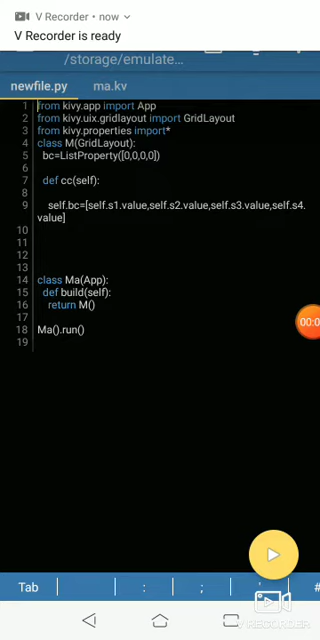 V Recorder • now
V Recorder is ready
/storage/emulate...
newfile.py ma.kv
1 from kivy.app import App
2 from kivy.uix.gridlayout import GridLayout
3 from kivy.properties import*
4 class M(GridLayout):
5 bc=ListProperty([0,0,0,0])
6
7 def cc(self):
8
9 self.bc=[self.s1.value,self.s2.value,self.s3.value,self.s4.
value]
10
11
12
13
14 class Ma(App):
15 def build(self):
16 return M()
17
18 Ma().run()
19
00:0
Tab : ; ' #
V RECORDER